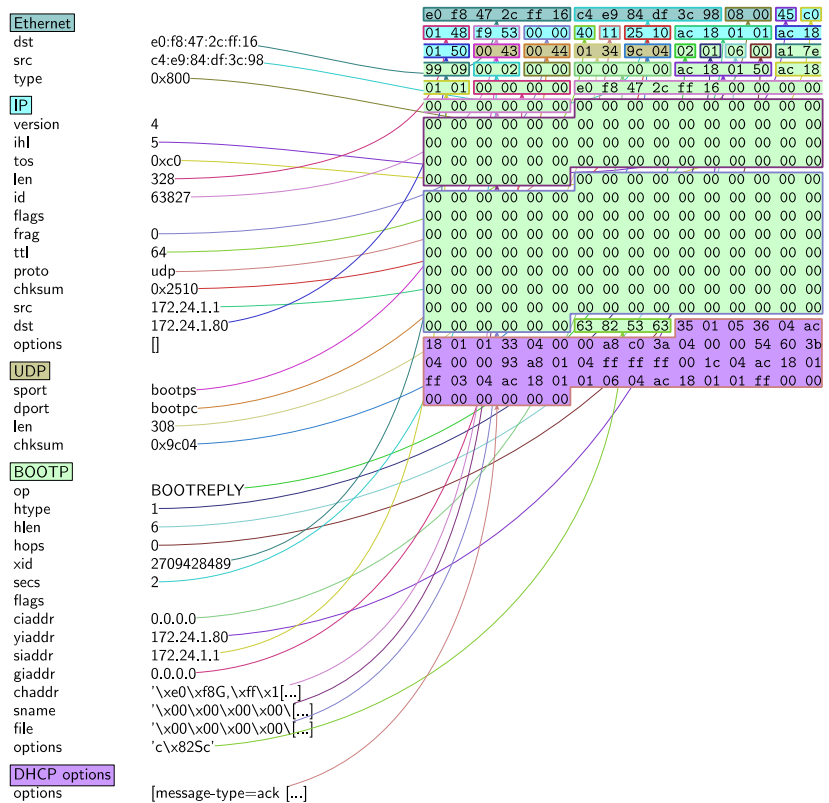 Ethernet
dst e0:f8:47:2c:ff:16
src c4:e9:84:df:3c:98
type 0x800
IP
version 4
ihl 5
tos 0xc0
len 328
id 63827
flags
frag 0
ttl 64
proto udp
chksum 0x2510
src 172.24.1.1
dst 172.24.1.80
options []
UDP
sport bootps
dport bootpc
len 308
chksum 0x9c04
BOOTP
op BOOTREPLY
htype 1
hlen 6
hops 0
xid 2709428489
secs 2
flags
ciaddr 0.0.0.0
yiaddr 172.24.1.80
siaddr 172.24.1.1
giaddr 0.0.0.0
chaddr '\xe0\xf8G,\xff\x1[...]
sname '\x00\x00\x00\x00\[...]
file '\x00\x00\x00\x00\[...]
options 'c\x82Sc'
DHCP options
options [message-type=ack [...]
e0 f8 47 2c ff 16 c4 e9 84 df 3c 98 08 00 45 c0
01 48 f9 53 00 00 40 11 25 10 ac 18 01 01 ac 18
01 50 00 43 00 44 01 34 9c 04 02 01 06 00 a1 7e
99 09 00 02 00 00 00 00 00 00 ac 18 01 50 ac 18
01 01 00 00 00 00 e0 f8 47 2c ff 16 00 00 00 00
00 00 00 00 00 00 00 00 00 00 00 00 00 00 00 00
00 00 00 00 00 00 00 00 00 00 00 00 00 00 00 00
00 00 00 00 00 00 00 00 00 00 00 00 00 00 00 00
00 00 00 00 00 00 00 00 00 00 00 00 00 00 00 00
00 00 00 00 00 00 00 00 00 00 00 00 00 00 00 00
00 00 00 00 00 00 00 00 00 00 00 00 00 00 00 00
00 00 00 00 00 00 00 00 00 00 00 00 00 00 00 00
00 00 00 00 00 00 00 00 00 00 00 00 00 00 00 00
00 00 00 00 00 00 00 00 00 00 00 00 00 00 00 00
00 00 00 00 00 00 00 00 00 00 00 00 00 00 00 00
00 00 00 00 00 00 00 00 00 00 00 00 00 00 00 00
00 00 00 00 00 00 00 00 00 00 00 00 00 00 00 00
00 00 00 00 00 00 63 82 53 63 35 01 05 36 04 ac
18 01 01 33 04 00 00 a8 c0 3a 04 00 00 54 60 3b
04 00 00 93 a8 01 04 ff ff ff 00 1c 04 ac 18 01
ff 03 04 ac 18 01 01 06 04 ac 18 01 01 ff 00 00
00 00 00 00 00 00